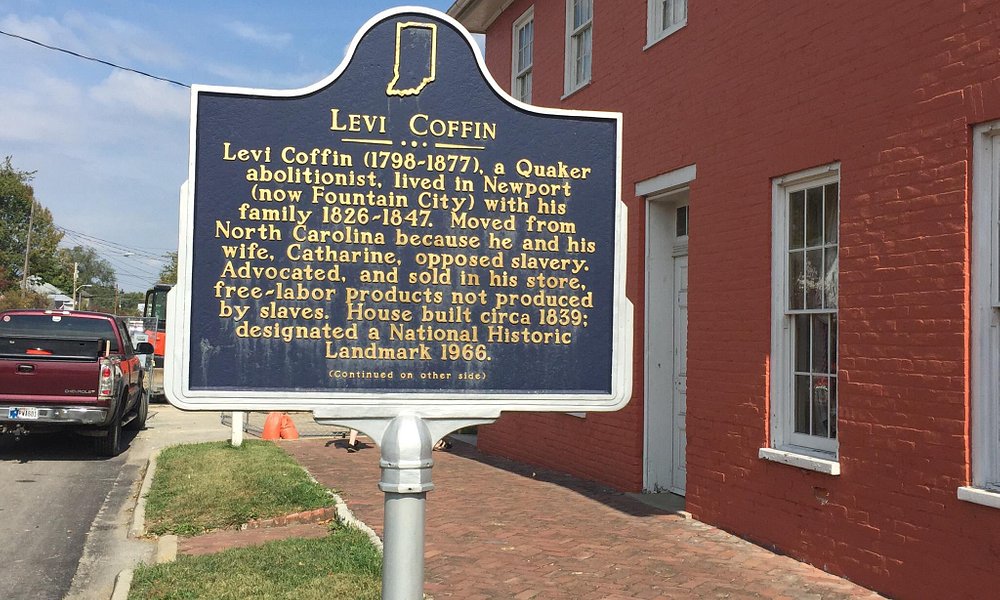 LEVI COFFIN
Levi Coffin (1798-1877), a Quaker
abolitionist, lived in Newport
(now Fountain City) with his
family 1826-1847. Moved from
North Carolina because he and his
wife, Catharine, opposed slavery.
Advocated, and sold in his store,
free-labor products not produced
by slaves. House built circa 1839;
designated a National Historic
Landmark 1966.
(Continued on other side)
CHEVROLET